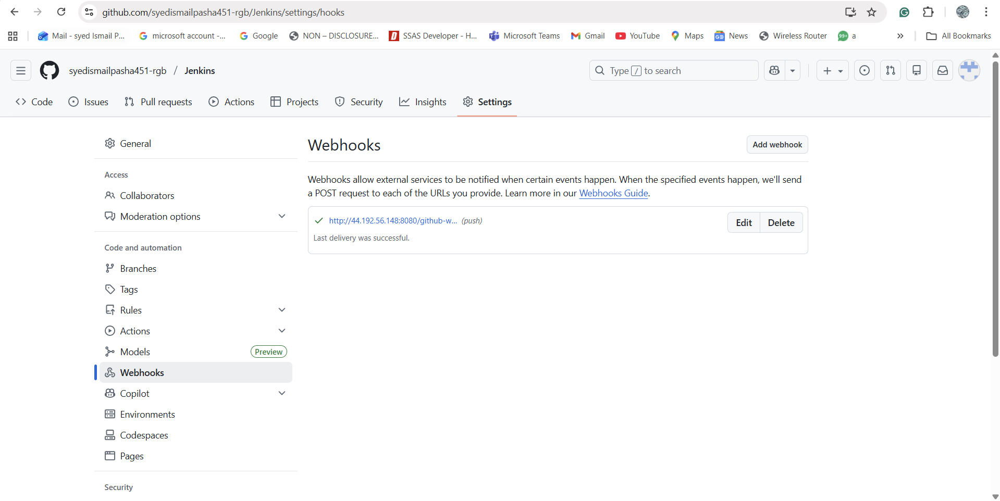 github.com/syedismailpasha451-rgb/Jenkins/settings/hooks
Mail - syed Ismail P... microsoft account -... Google NON – DISCLOSURE... SSAS Developer - H... Microsoft Teams Gmail YouTube Maps News Wireless Router 99+ a » All Bookmarks
syedismailpasha451-rgb / Jenkins
Type / to search
Code Issues Pull requests Actions Projects Security Insights Settings
General
Access
Collaborators
Moderation options
Code and automation
Branches
Tags
Rules
Actions
Models Preview
Webhooks
Copilot
Environments
Codespaces
Pages
Security
Webhooks
Add webhook
Webhooks allow external services to be notified when certain events happen. When the specified events happen, we'll send
a POST request to each of the URLs you provide. Learn more in our Webhooks Guide.
http://44.192.56.148:8080/github-w... (push)
Edit Delete
Last delivery was successful.